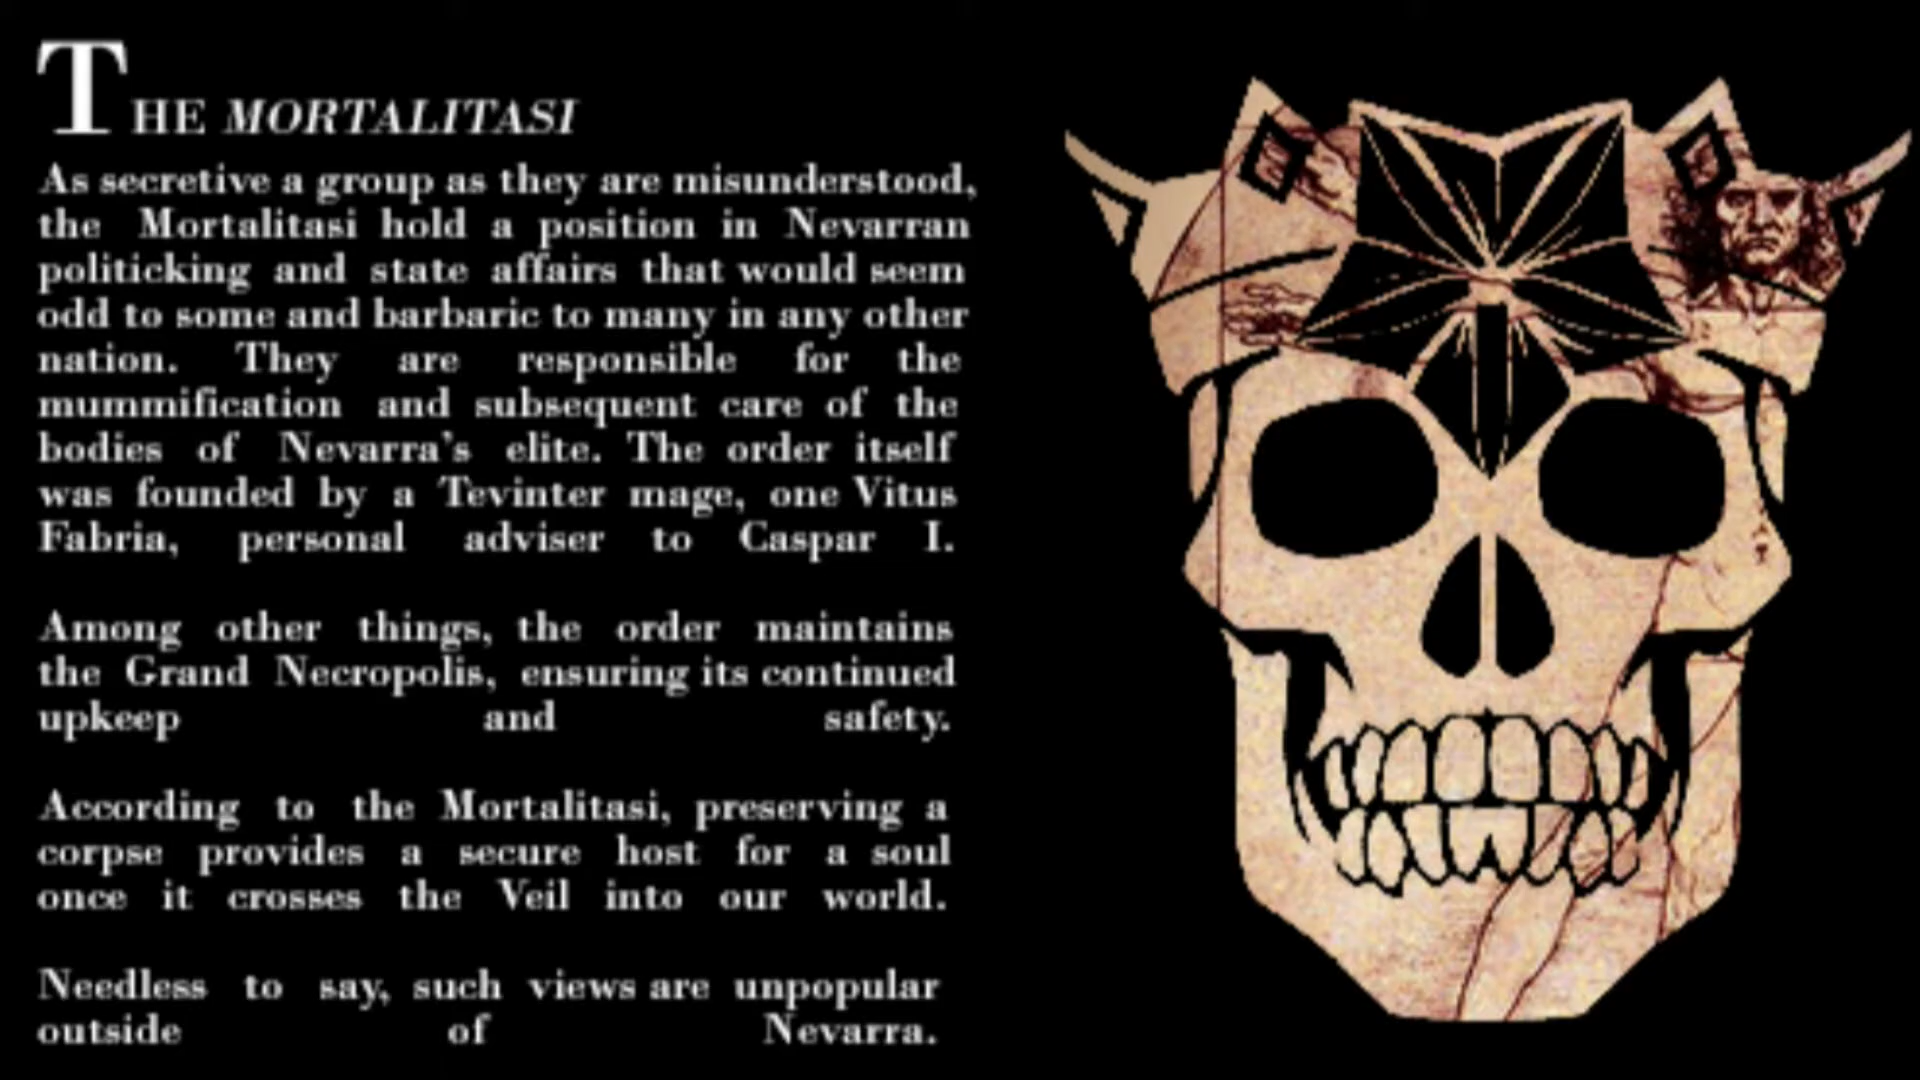 THE MORTALITASI
As secretive a group as they are misunderstood,
the Mortalitasi hold a position in Nevarran
politicking and state affairs that would seem
odd to some and barbaric to many in any other
nation. They are responsible for the
mummification and subsequent care of the
bodies of Nevarra's elite. The order itself
was founded by a Tevinter mage, one Vitus
Fabria, personal adviser to Caspar I.
Among other things, the order maintains
the Grand Necropolis, ensuring its continued
upkeep and safety.
According to the Mortalitasi, preserving a
corpse provides a secure host for a soul
once it crosses the Veil into our world.
Needless to say, such views are unpopular
outside of Nevarra.